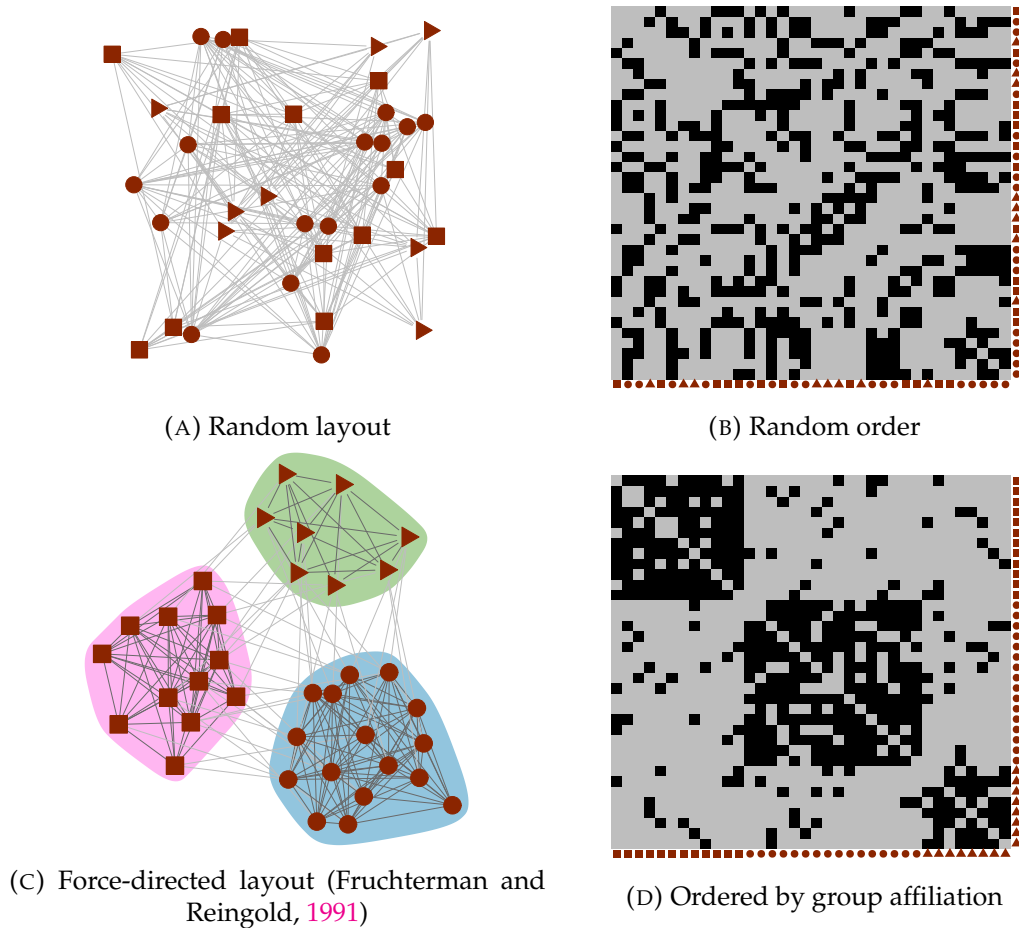 (A) Random layout
(B) Random order
(C) Force-directed layout (Fruchterman and
Reingold, 1991)
(D) Ordered by group affiliation